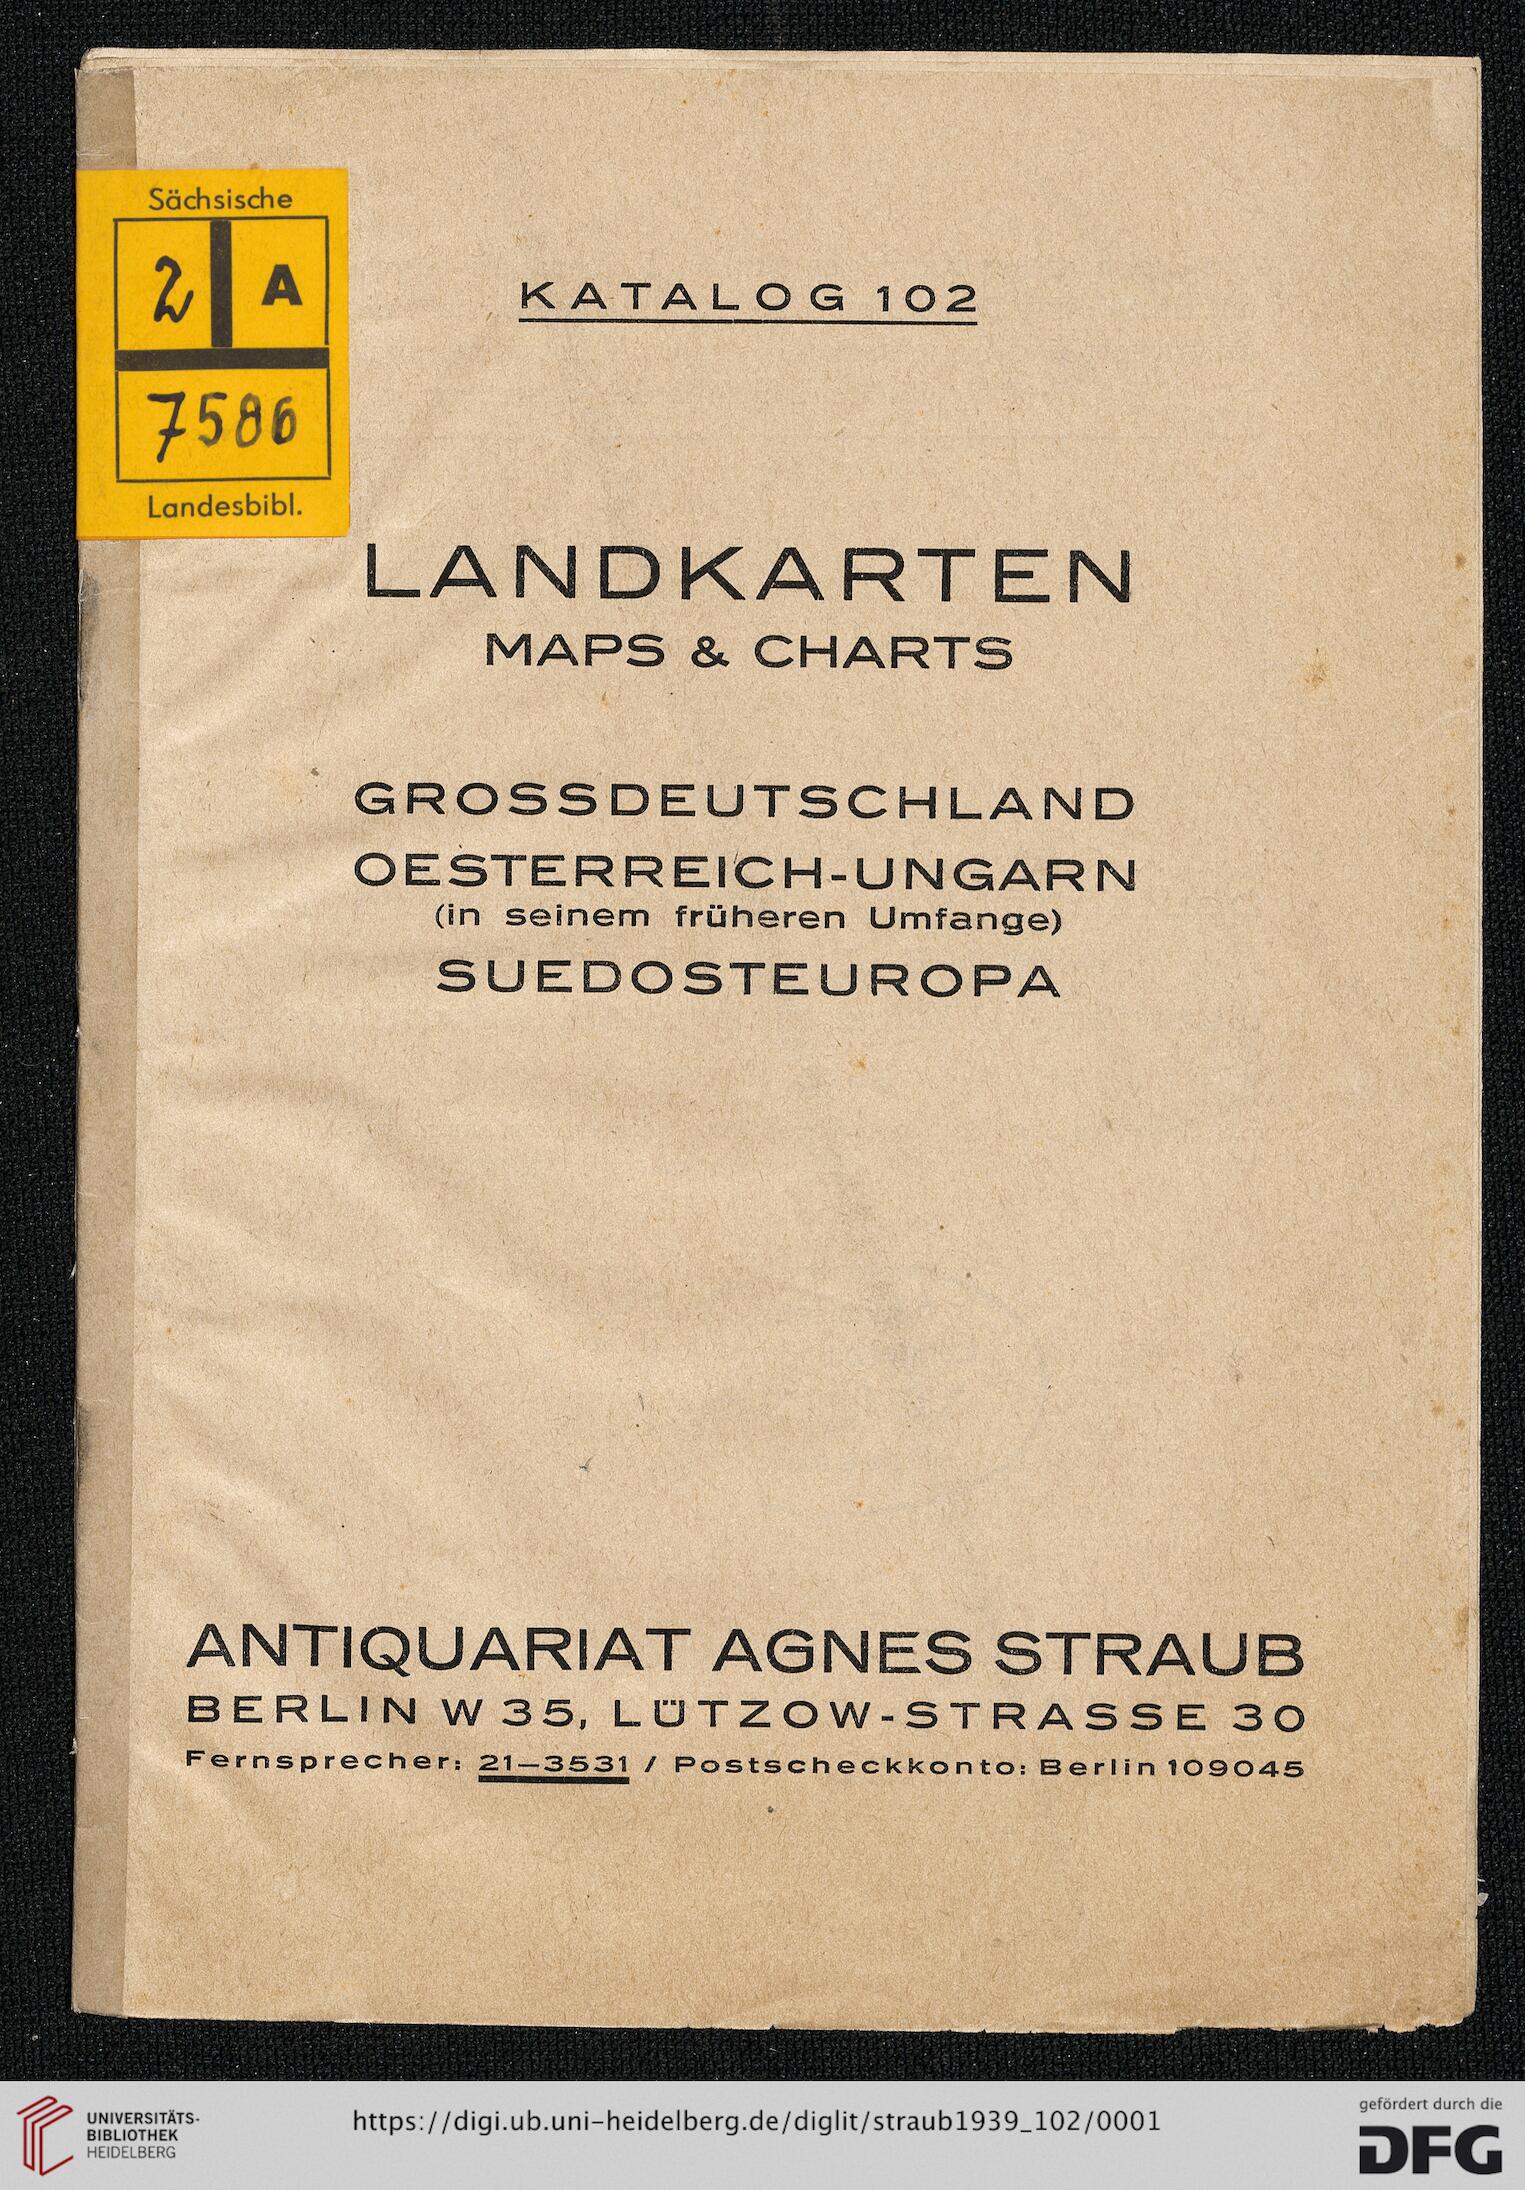 Sächsische
2 A
7586
Landesbibl.
KATALOG 102
LANDKARTEN
MAPS & CHARTS
GROSSDEUTSCHLAND
OESTERREICH-UNGARN
(in seinem früheren Umfange)
SUEDOSTEUROPA
ANTIQUARIAT AGNES STRAUB
BERLIN W 35, LÜTZOW-STRASSE 30
Fernsprecher: 21—3531 / Postscheckkonto: Berlin 109045
UNIVERSITÄTS-
BIBLIOTHEK
HEIDELBERG
https://digi.ub.uni-heidelberg.de/diglit/straub1939_102/0001
gefördert durch die
DFG